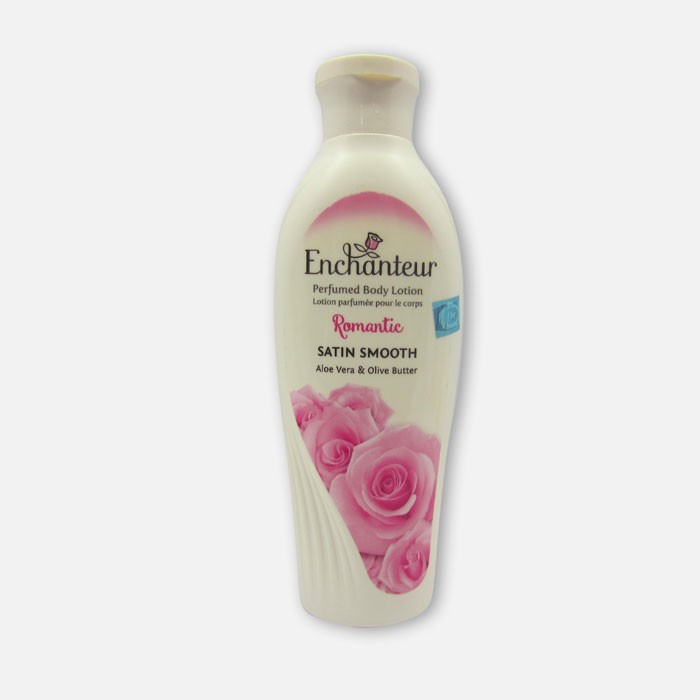 Enchanteur
Perfumed Body Lotion
Lotion parfumée pour le corps
Romantic
SATIN SMOOTH
Aloe Vera & Olive Butter